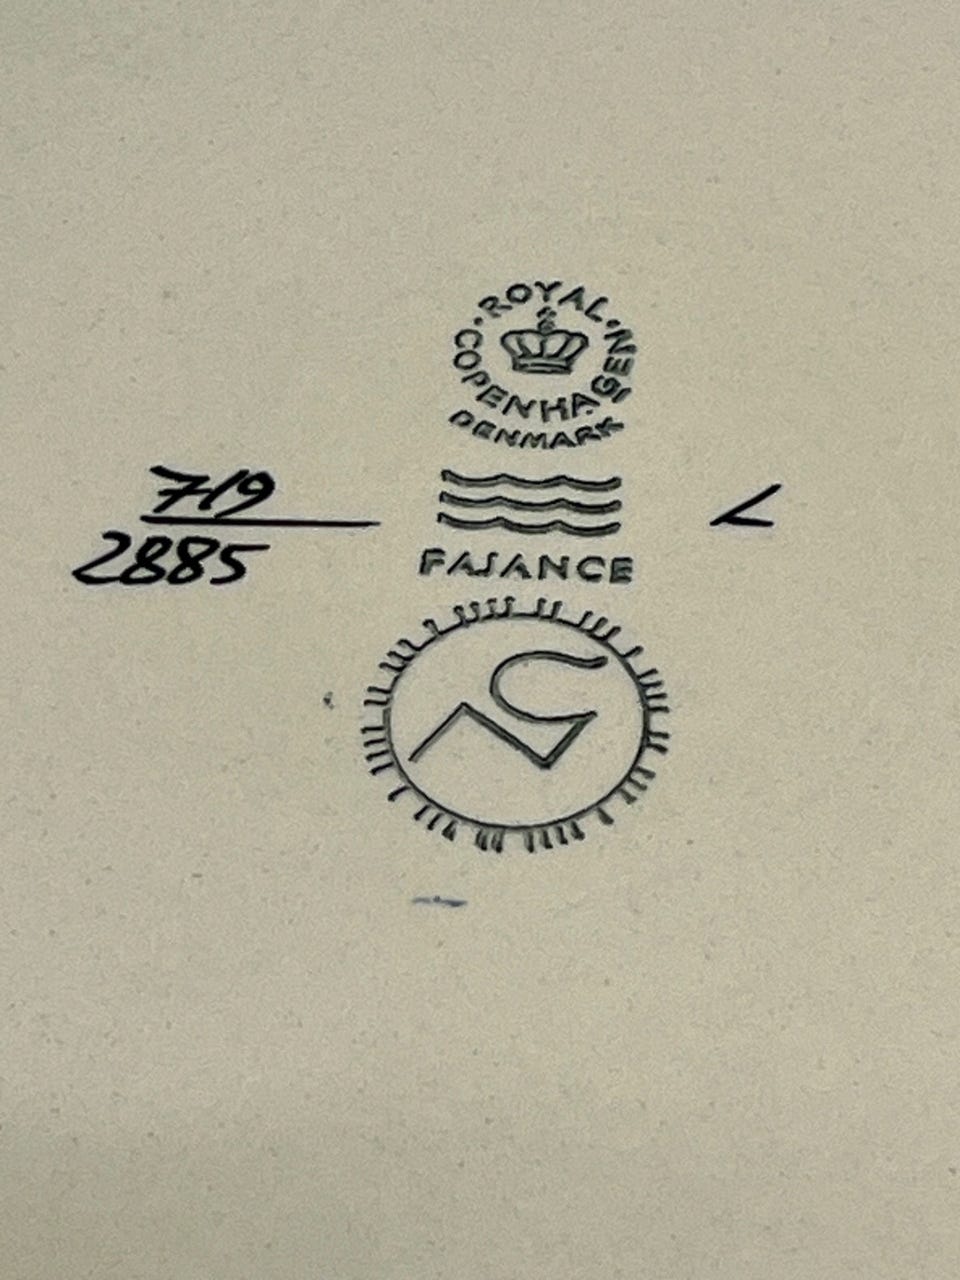 ROYAL · COPENHAGEN ·
DENMARK
719
2885
FAJANCE